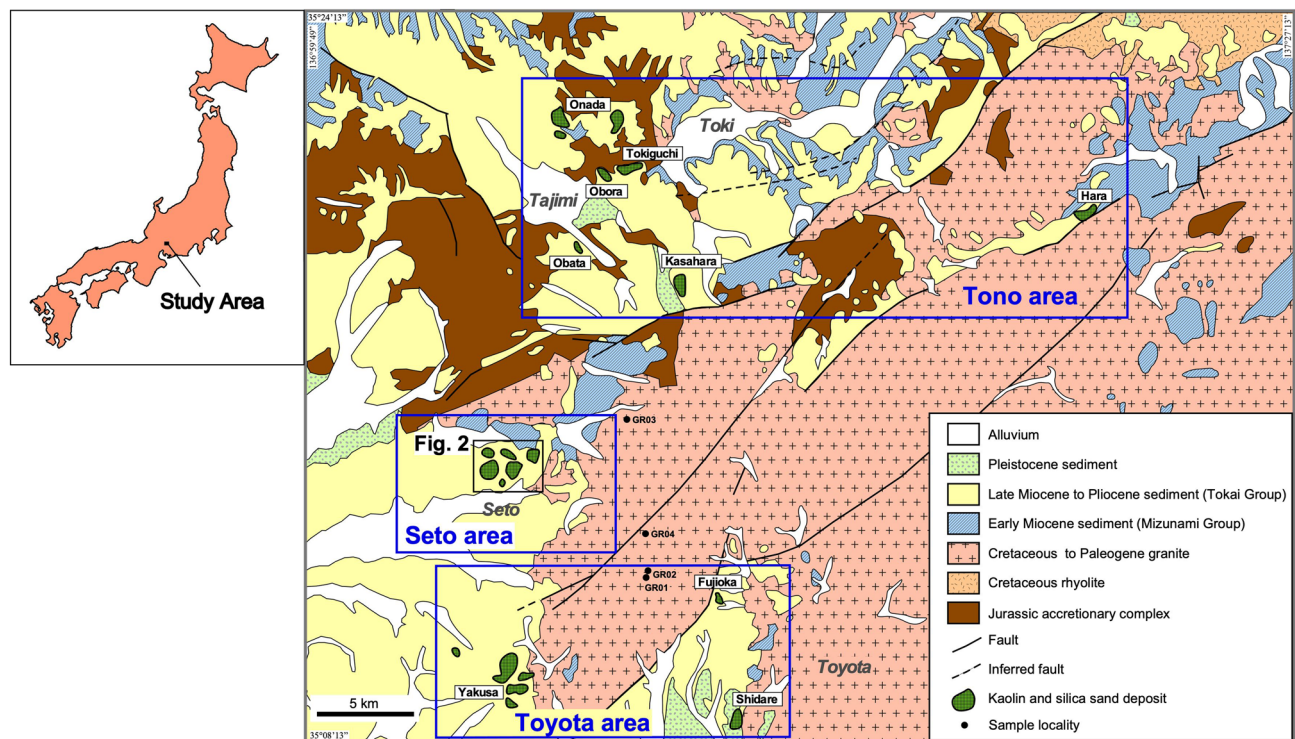 Study Area
35°24'13"
136°59'49"
137°27'13"
Onada
Toki
Tokiguchi
Obora
Tajimi
Hara
Obata
Kasahara
Tono area
GR03
Fig. 2
Seto
Seto area
GR04
GR02
GR01
Fujioka
Toyota
Yakusa
Shidare
5 km
Toyota area
35°08'13"
Alluvium
Pleistocene sediment
Late Miocene to Pliocene sediment (Tokai Group)
Early Miocene sediment (Mizunami Group)
Cretaceous to Paleogene granite
Cretaceous rhyolite
Jurassic accretionary complex
Fault
Inferred fault
Kaolin and silica sand deposit
Sample locality